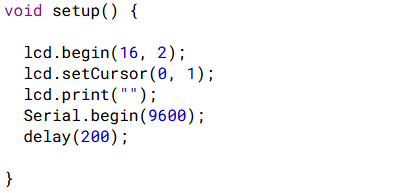 void setup() {
lcd.begin(16, 2);
lcd.setCursor(0, 1);
lcd.print("");
Serial.begin(9600);
delay(200);
}